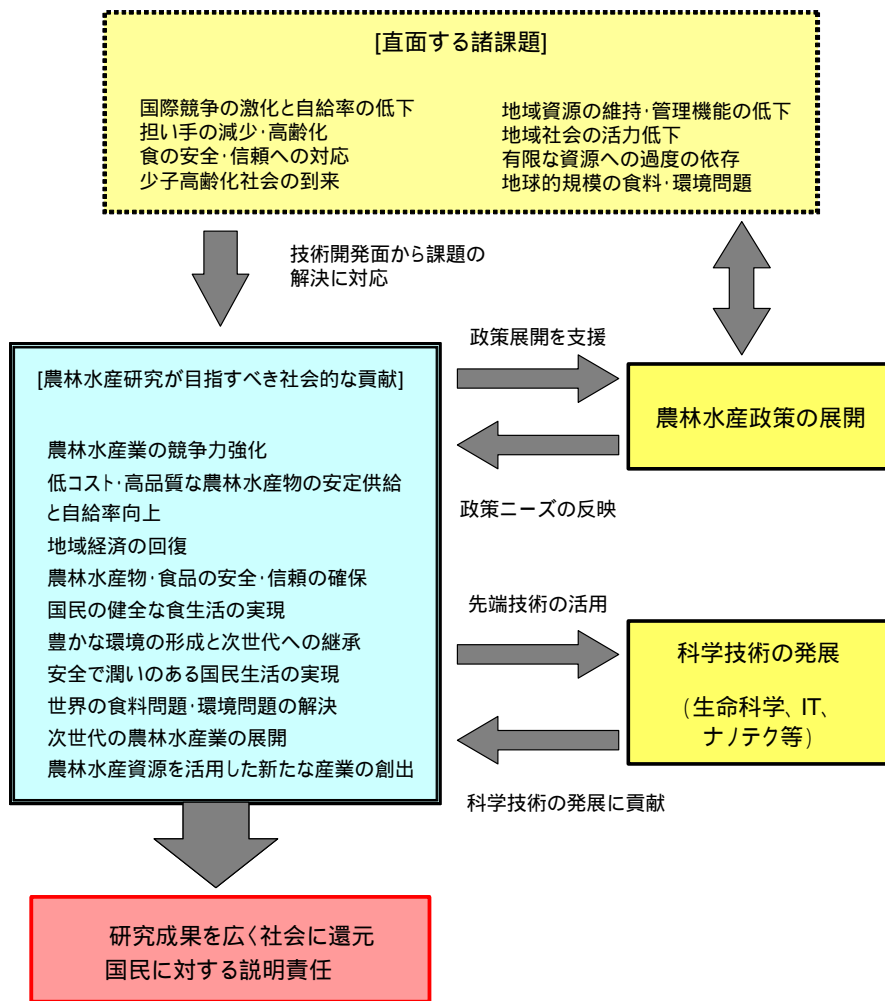 [直面する諸課題]
国際競争の激化と自給率の低下
担い手の減少・高齢化
食の安全・信頼への対応
少子高齢化社会の到来
地域資源の維持・管理機能の低下
地域社会の活力低下
有限な資源への過度の依存
地球的規模の食料・環境問題
技術開発面から課題の
解決に対応
[農林水産研究が目指すべき社会的な貢献]
農林水産業の競争力強化
低コスト・高品質な農林水産物の安定供給
と自給率向上
地域経済の回復
農林水産物・食品の安全・信頼の確保
国民の健全な食生活の実現
豊かな環境の形成と次世代への継承
安全で潤いのある国民生活の実現
世界の食料問題・環境問題の解決
次世代の農林水産業の展開
農林水産資源を活用した新たな産業の創出
政策展開を支援
農林水産政策の展開
政策ニーズの反映
先端技術の活用
科学技術の発展
(生命科学、IT、
ナノテク等)
科学技術の発展に貢献
研究成果を広く社会に還元
国民に対する説明責任